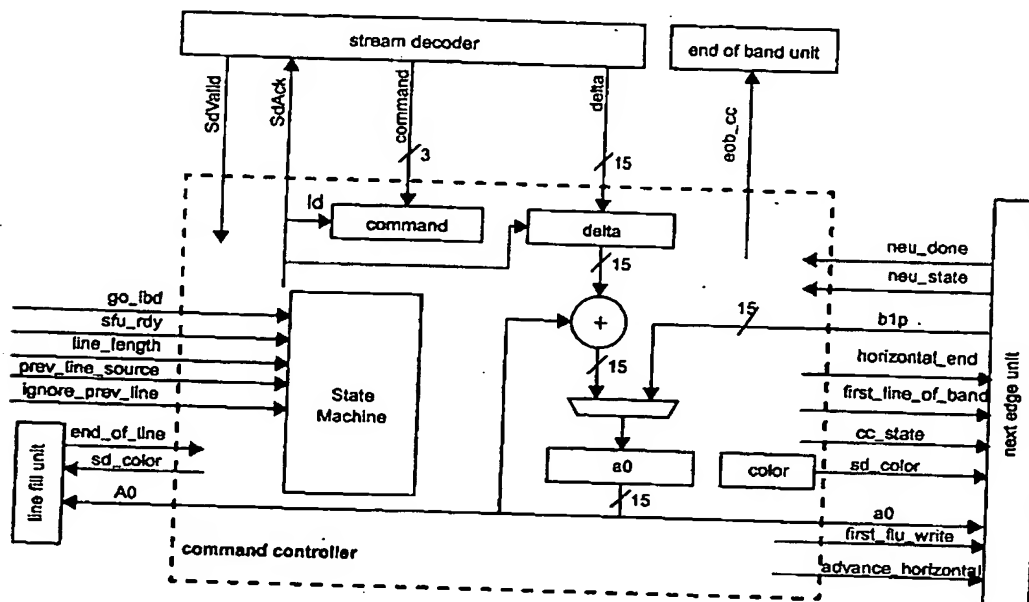 stream decoder
end of band unit
SdValid
SdAck
command
delta
eob_cc
3
15
ld
command
delta
neu_done
neu_state
15
15
b1p
go_lbd
sfu_rdy
line_length
prev_line_source
ignore_prev_line
+
15
horizontal_end
first_line_of_band
State
Machine
next edge unit
end_of_line
cc_state
line fill unit
sd_color
a0
color
sd_color
A0
15
a0
first_flu_write
command controller
advance_horizontal